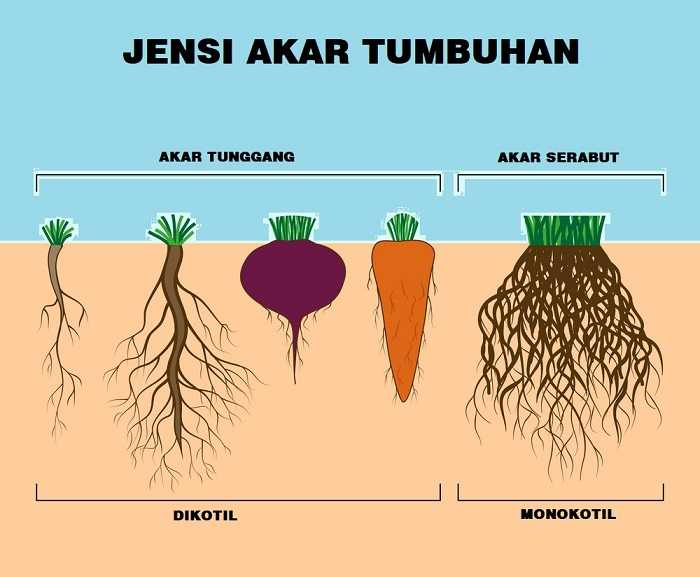 JENSI AKAR TUMBUHAN
AKAR TUNGGANG
AKAR SERABUT
DIKOTIL
MONOKOTIL